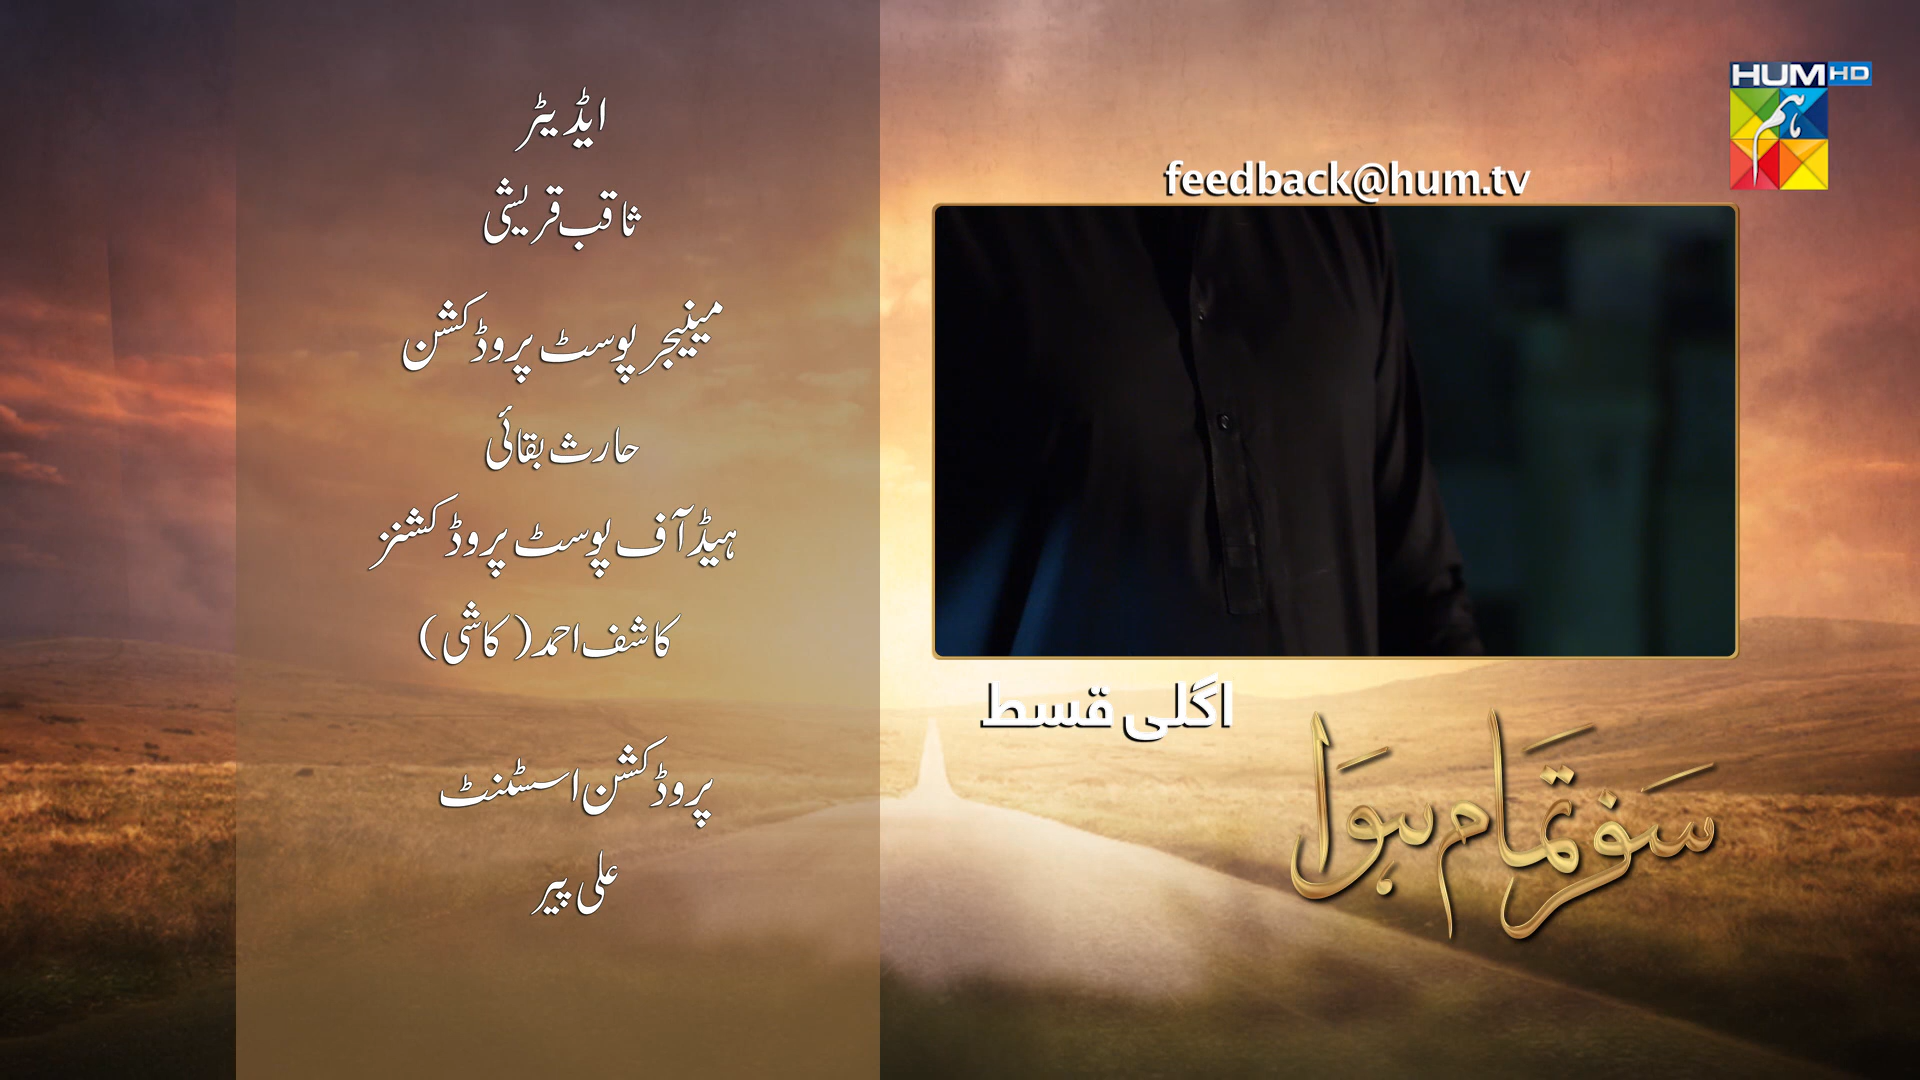 ایڈیٹر
ثاقب قریشی
مینیجر پوسٹ پروڈکشن
حارث بقائی
ہیڈ آف پوسٹ پروڈکشنز
کاشف احمد (کاشی)
پروڈکشن اسسٹنٹ
علی پیر
HUM HD
ہم
feedback@hum.tv
اگلی قسط
سفر تمام ہوا